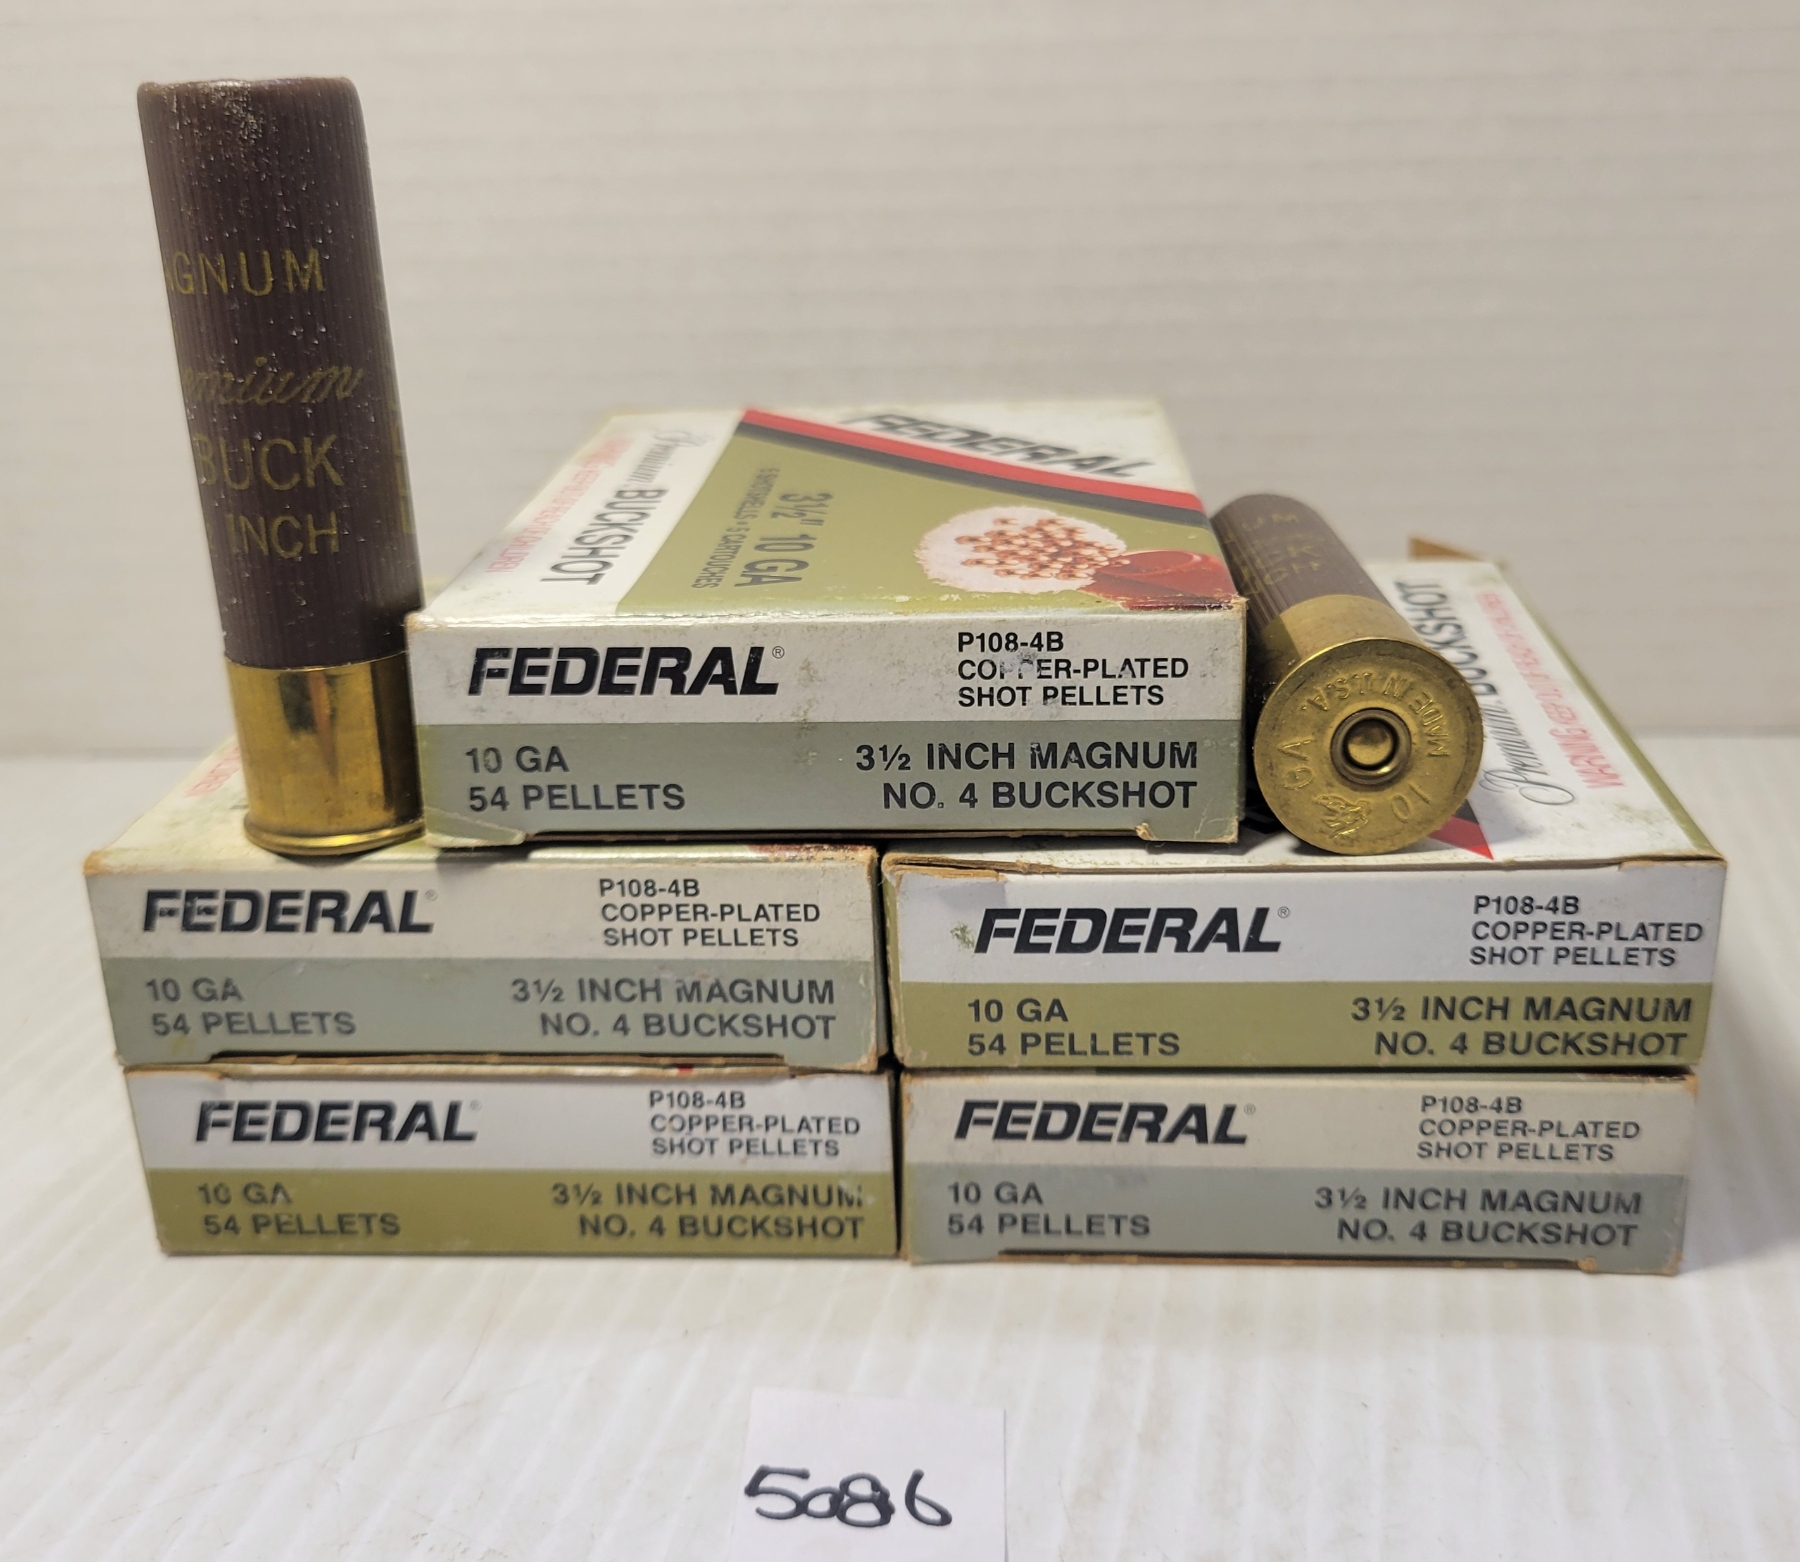 GNUM
mium
BUCK
INCH
FEDERAL
Premium BUCKSHOT
3½" 10 GA
5 SHOTSHELLS • 5 CARTOUCHES
FEDERAL®
P108-4B
COPPER-PLATED
SHOT PELLETS
10 GA
54 PELLETS
3½ INCH MAGNUM
NO. 4 BUCKSHOT
UM
MADE IN U.S.A.
10 GA
Premium BUCKSHOT
FEDERAL®
P108-4B
COPPER-PLATED
SHOT PELLETS
10 GA
54 PELLETS
3½ INCH MAGNUM
NO. 4 BUCKSHOT
FEDERAL®
P108-4B
COPPER-PLATED
SHOT PELLETS
10 GA
54 PELLETS
3½ INCH MAGNUM
NO. 4 BUCKSHOT
FEDERAL®
P108-4B
COPPER-PLATED
SHOT PELLETS
10 GA
54 PELLETS
3½ INCH MAGNUM
NO. 4 BUCKSHOT
FEDERAL®
P108-4B
COPPER-PLATED
SHOT PELLETS
10 GA
54 PELLETS
3½ INCH MAGNUM
NO. 4 BUCKSHOT
5086